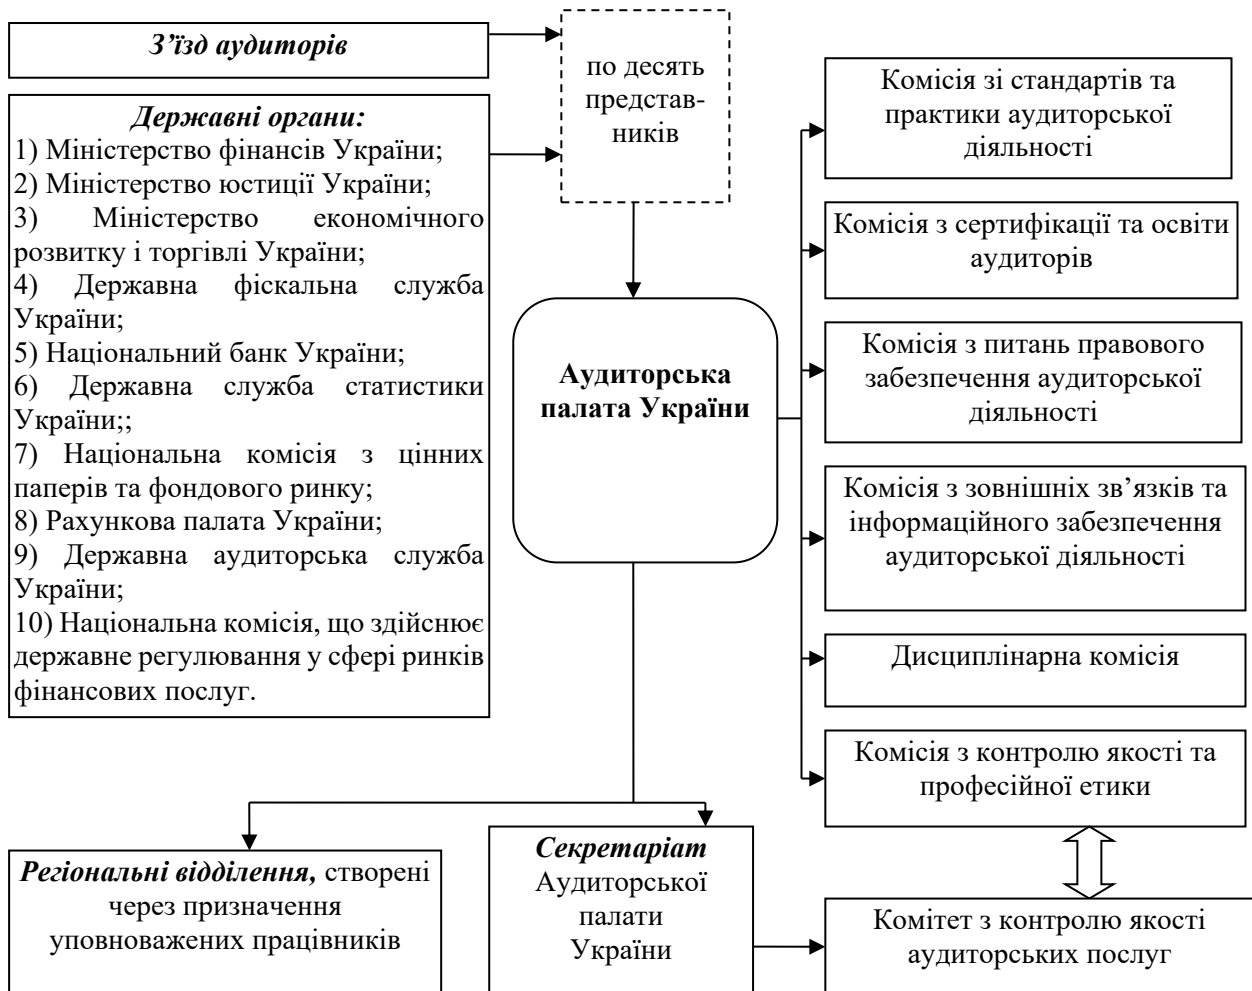 З’їзд аудиторів
по десять
представ-
ників
Державні органи:
1) Міністерство фінансів України;
2) Міністерство юстиції України;
3) Міністерство економічного
розвитку і торгівлі України;
4) Державна фіскальна служба
України;
5) Національний банк України;
6) Державна служба статистики
України;;
7) Національна комісія з цінних
паперів та фондового ринку;
8) Рахункова палата України;
9) Державна аудиторська служба
України;
10) Національна комісія, що здійснює
державне регулювання у сфері ринків
фінансових послуг.
Аудиторська
палата України
Комісія зі стандартів та
практики аудиторської
діяльності
Комісія з сертифікації та освіти
аудиторів
Комісія з питань правового
забезпечення аудиторської
діяльності
Комісія з зовнішніх зв’язків та
інформаційного забезпечення
аудиторської діяльності
Дисциплінарна комісія
Комісія з контролю якості та
професійної етики
Регіональні відділення, створені
через призначення
уповноважених працівників
Секретаріат
Аудиторської
палати
України
Комітет з контролю якості
аудиторських послуг